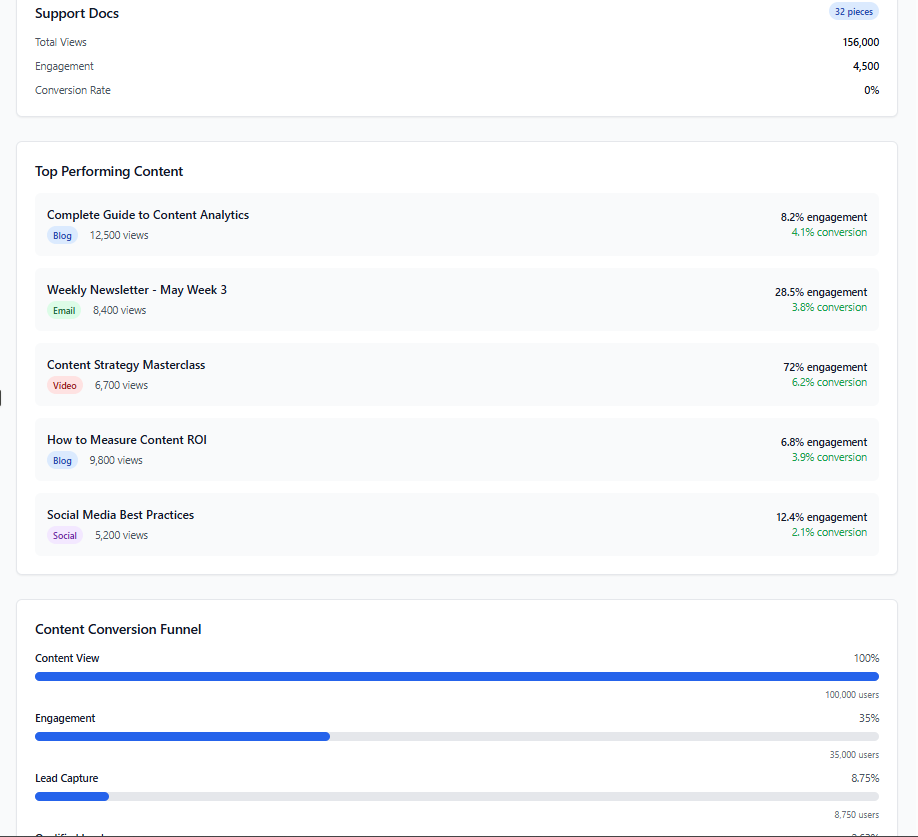 Support Docs
32 pieces
Total Views
156,000
Engagement
4,500
Conversion Rate
0%
Top Performing Content
Complete Guide to Content Analytics
8.2% engagement
Blog
12,500 views
4.1% conversion
Weekly Newsletter - May Week 3
28.5% engagement
Email
8,400 views
3.8% conversion
Content Strategy Masterclass
72% engagement
Video
6,700 views
6.2% conversion
How to Measure Content ROI
6.8% engagement
Blog
9,800 views
3.9% conversion
Social Media Best Practices
12.4% engagement
Social
5,200 views
2.1% conversion
Content Conversion Funnel
Content View
100%
100,000 users
Engagement
35%
35,000 users
Lead Capture
8.75%
8,750 users